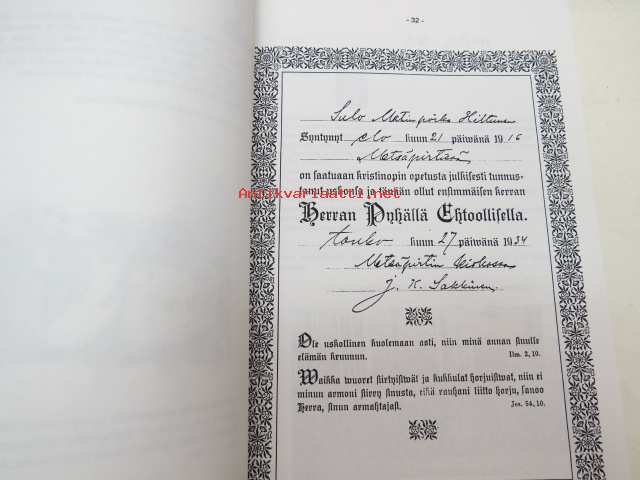 - 32 -
Sulo Matinpoika Hiltunen
Syntynyt elo kuun 21 päiwänä 1916
Metsäpirtissä
on saatuaan kristinopin opetusta julkisesti tunnus-
tanut uskonsa ja tänään ollut ensimmäisen kerran
Antikvariaatti.net
Herran Pyhällä Ehtoollisella.
touko kuun 27 päiwänä 1934
Metsäpirtin kirkossa
J. K. Sakkinen.
Ole uskollinen kuolemaan asti, niin minä annan sinulle
elämän kruunun.
Ilm. 2, 10.
Waikka wuoret siirtyisiwät ja kukkulat horjuisiwat, niin ei
minun armoni siirry sinusta, eikä rauhani liitto horju, sanoo
Herra, sinun armahtajasi.
Jes. 54, 10.